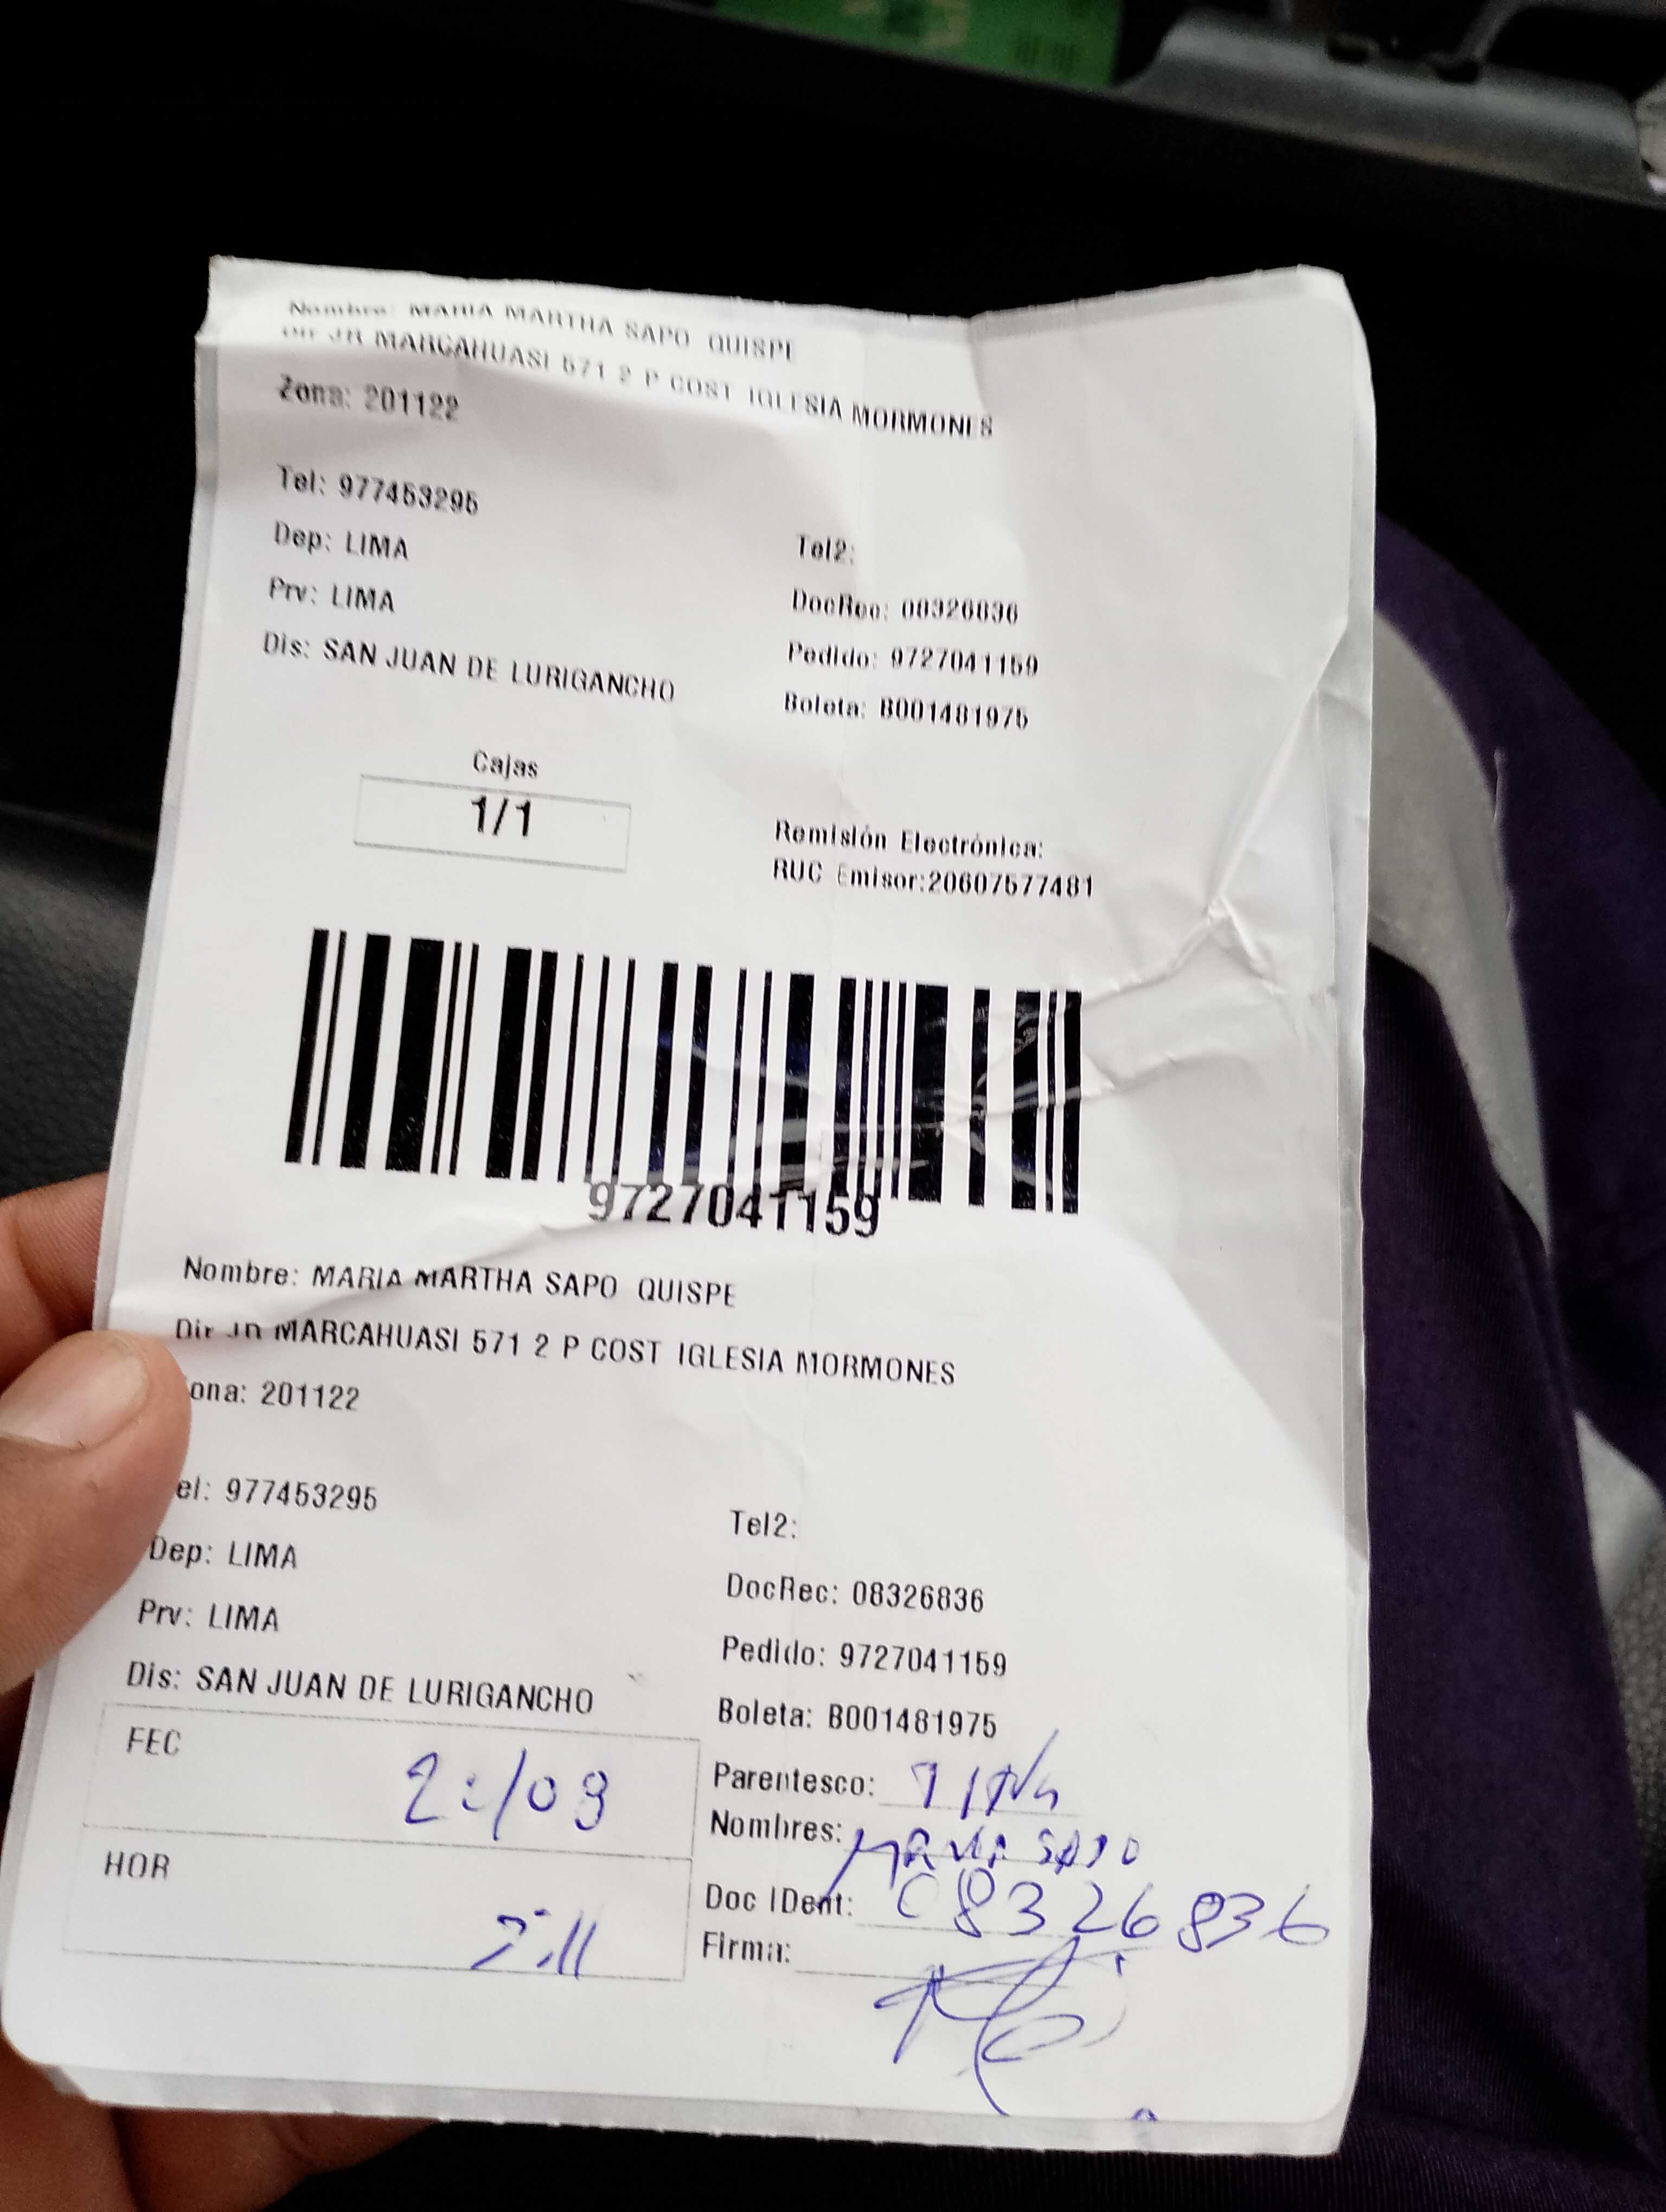 Nombre: MARIA MARTHA SAPO QUISPE
Dir JR MARCAHUASI 571 2 P COST IGLESIA MORMONES
Zona: 201122
Tel: 977453295
Tel2:
Dep: LIMA
DocRec: 08326836
Prv: LIMA
Pedido: 9727041159
Dis: SAN JUAN DE LURIGANCHO
Boleta: B001481975
Cajas
1/1
Remisión Electrónica:
RUC Emisor:20607577481
9727041159
Nombre: MARIA MARTHA SAPO QUISPE
Dir JR MARCAHUASI 571 2 P COST IGLESIA MORMONES
ona: 201122
el: 977453295
Tel2:
Dep: LIMA
DocRec: 08326836
Prv: LIMA
Pedido: 9727041159
Dis: SAN JUAN DE LURIGANCHO
Boleta: B001481975
FEC
Parentesco:
Nombres: MARIA SAPO
HOR
Doc IDent: 08326836
Firma: